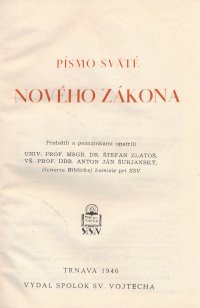 PÍSMO SVÄTÉ
NOVÉHO ZÁKONA
Preložili a poznámkami opatrili
UNIV. PROF. MSGR. DR. ŠTEFAN ZLATOŠ,
VŠ. PROF. DDR. ANTON JÁN ŠURJANSKÝ,
členovia Biblickej komisie pri SSV
S S V
TRNAVA 1946
VYDAL SPOLOK SV. VOJTECHA